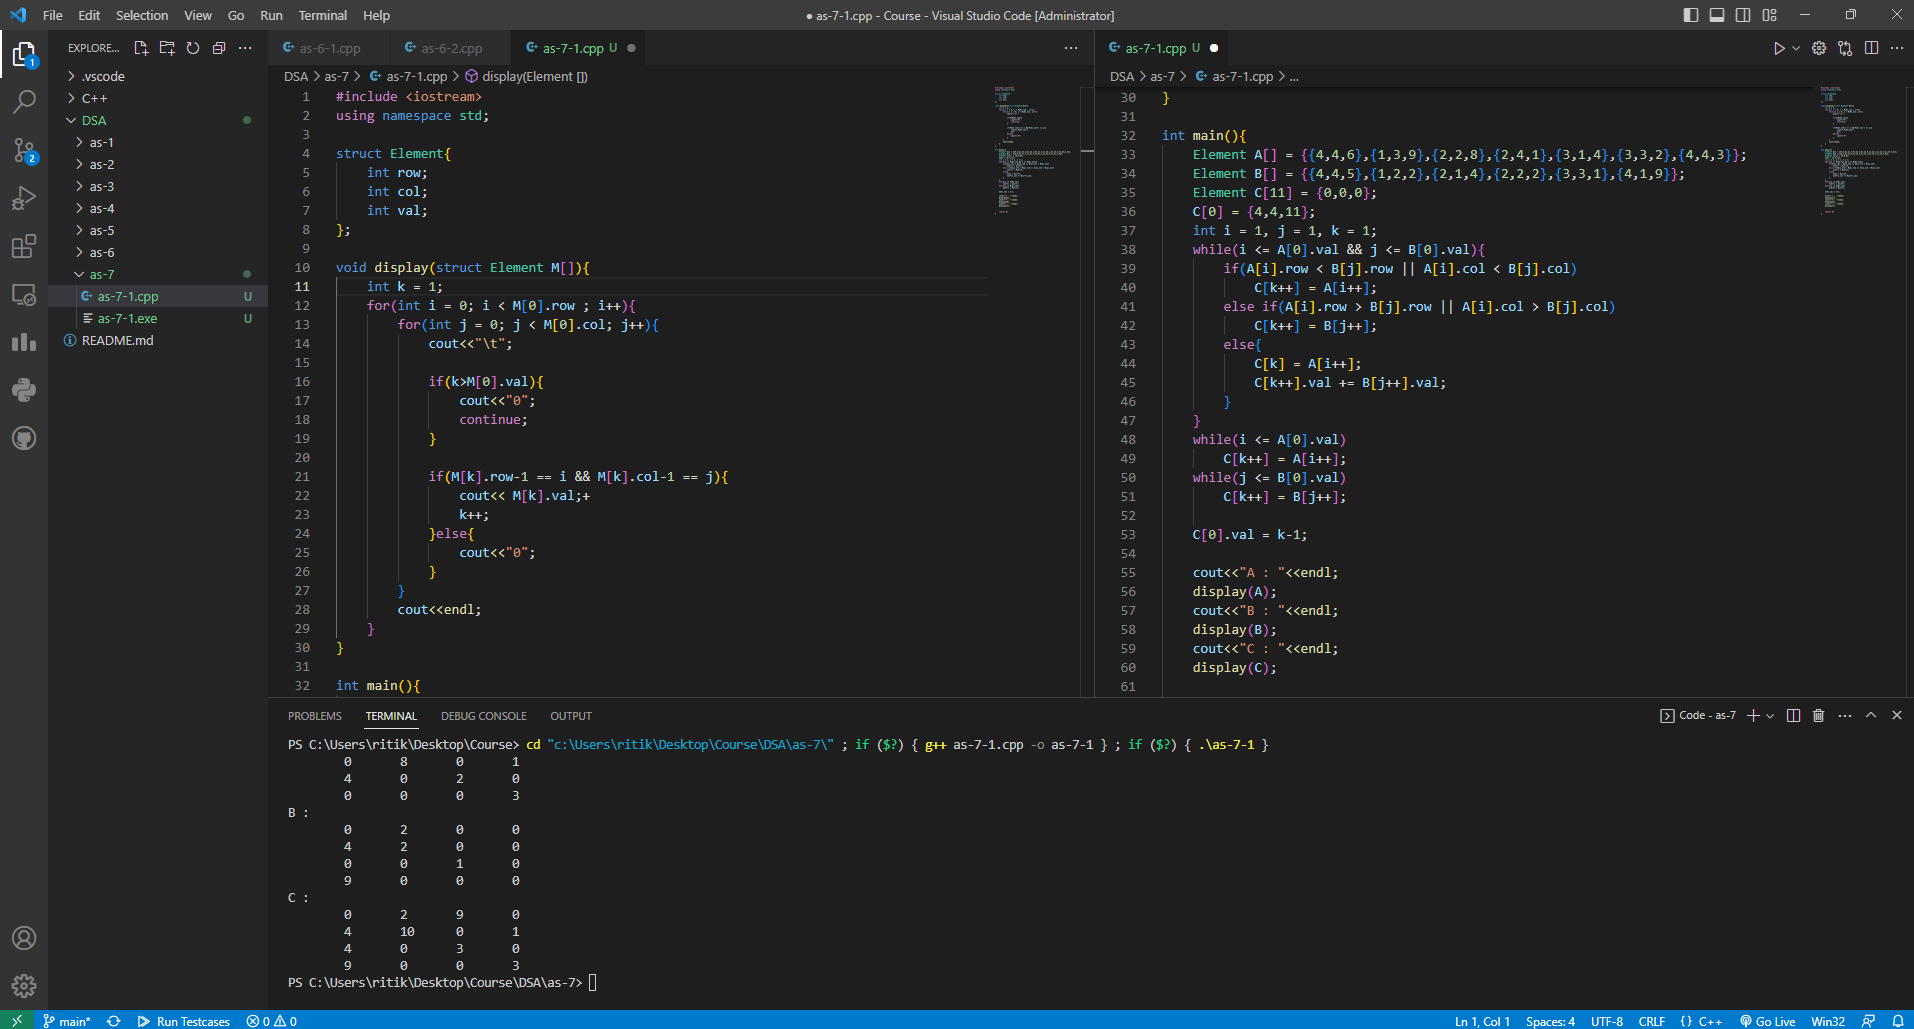 File Edit Selection View Go Run Terminal Help
● as-7-1.cpp - Course - Visual Studio Code [Administrator]
EXPLORE...
.vscode
C++
DSA
as-1
as-2
as-3
as-4
as-5
as-6
as-7
as-7-1.cpp U
as-7-1.exe U
README.md
1
2
as-6-1.cpp as-6-2.cpp as-7-1.cpp U
DSA > as-7 > as-7-1.cpp > display(Element [])
1 #include <iostream>
2 using namespace std;
3
4 struct Element{
5     int row;
6     int col;
7     int val;
8 };
9
10 void display(struct Element M[]){
11     int k = 1;
12     for(int i = 0; i < M[0].row ; i++){
13         for(int j = 0; j < M[0].col; j++){
14             cout<<"\t";
15
16             if(k>M[0].val){
17                 cout<<"0";
18                 continue;
19             }
20
21             if(M[k].row-1 == i && M[k].col-1 == j){
22                 cout<< M[k].val;+
23                 k++;
24             }else{
25                 cout<<"0";
26             }
27         }
28         cout<<endl;
29     }
30 }
31
32 int main(){
as-7-1.cpp U
DSA > as-7 > as-7-1.cpp > ...
30 }
31
32 int main(){
33     Element A[] = {{4,4,6},{1,3,9},{2,2,8},{2,4,1},{3,1,4},{3,3,2},{4,4,3}};
34     Element B[] = {{4,4,5},{1,2,2},{2,1,4},{2,2,2},{3,3,1},{4,1,9}};
35     Element C[11] = {0,0,0};
36     C[0] = {4,4,11};
37     int i = 1, j = 1, k = 1;
38     while(i <= A[0].val && j <= B[0].val){
39         if(A[i].row < B[j].row || A[i].col < B[j].col)
40             C[k++] = A[i++];
41         else if(A[i].row > B[j].row || A[i].col > B[j].col)
42             C[k++] = B[j++];
43         else{
44             C[k] = A[i++];
45             C[k++].val += B[j++].val;
46         }
47     }
48     while(i <= A[0].val)
49         C[k++] = A[i++];
50     while(j <= B[0].val)
51         C[k++] = B[j++];
52
53     C[0].val = k-1;
54
55     cout<<"A : "<<endl;
56     display(A);
57     cout<<"B : "<<endl;
58     display(B);
59     cout<<"C : "<<endl;
60     display(C);
61
PROBLEMS TERMINAL DEBUG CONSOLE OUTPUT
Code - as-7
PS C:\Users\ritik\Desktop\Course> cd "c:\Users\ritik\Desktop\Course\DSA\as-7\" ; if ($?) { g++ as-7-1.cpp -o as-7-1 } ; if ($?) { .\as-7-1 }
0 8 0 1
4 0 2 0
0 0 0 3
B :
0 2 0 0
4 2 0 0
0 0 1 0
9 0 0 0
C :
0 2 9 0
4 10 0 1
4 0 3 0
9 0 0 3
PS C:\Users\ritik\Desktop\Course\DSA\as-7>
main* Run Testcases 0 0 Ln 1, Col 1 Spaces: 4 UTF-8 CRLF {} C++ Go Live Win32